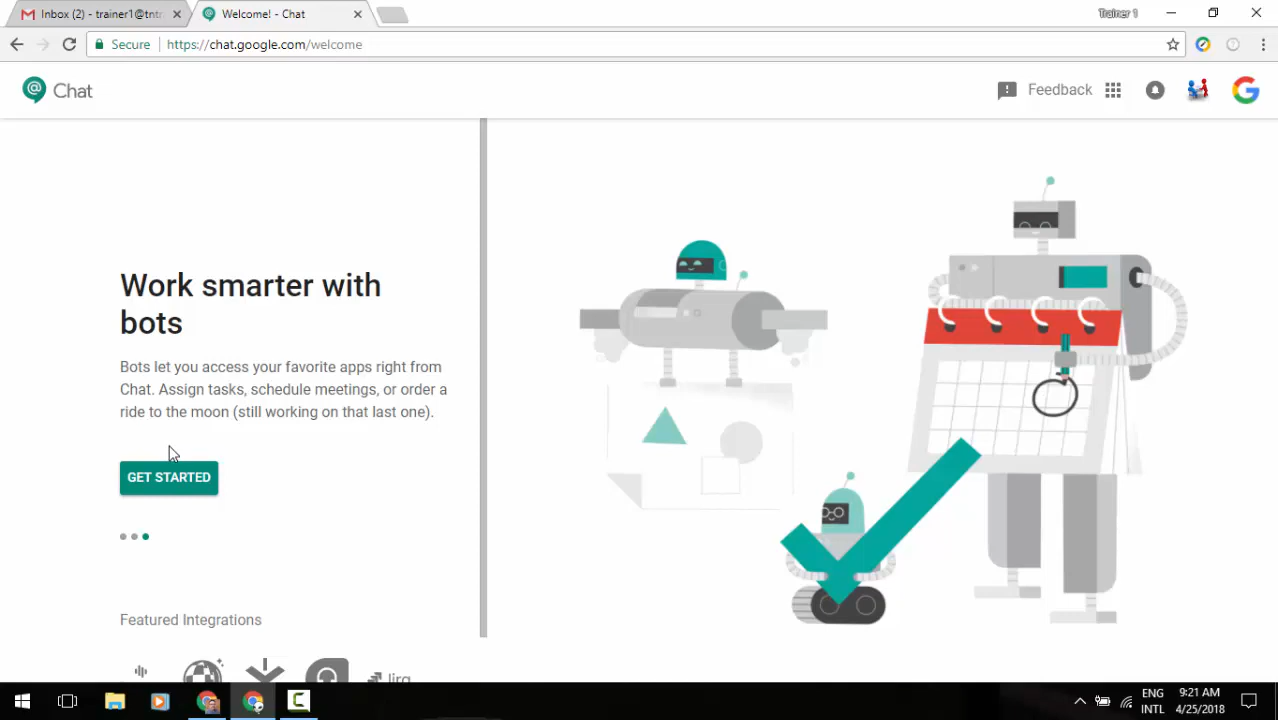 Inbox (2) - trainer1@tntr
Welcome! - Chat
Trainer 1
Secure
https://chat.google.com/welcome
Chat
Feedback
Work smarter with
bots
Bots let you access your favorite apps right from
Chat. Assign tasks, schedule meetings, or order a
ride to the moon (still working on that last one).
GET STARTED
Featured Integrations
Jira
ENG
INTL
9:21 AM
4/25/2018